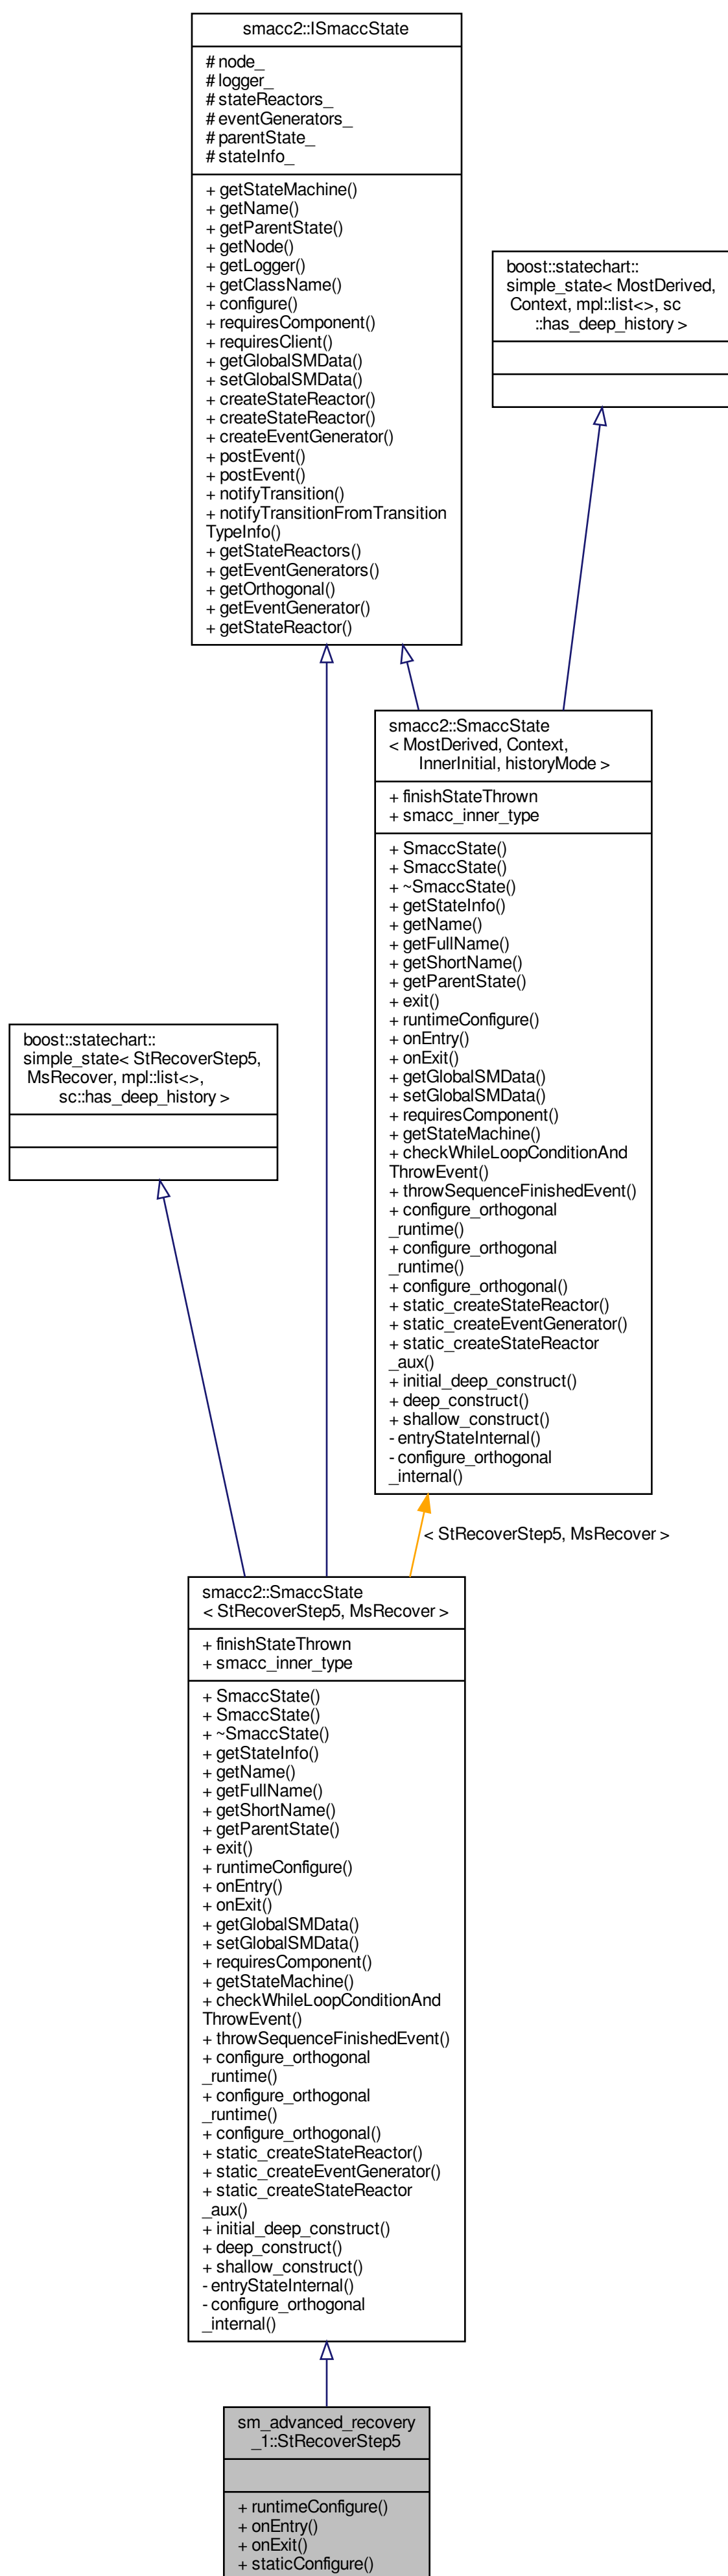 smacc2::ISmaccState
# node_
# logger_
# stateReactors_
# eventGenerators_
# parentState_
# stateInfo_
+ getStateMachine()
+ getName()
+ getParentState()
+ getNode()
+ getLogger()
+ getClassName()
+ configure()
+ requiresComponent()
+ requiresClient()
+ getGlobalSMData()
+ setGlobalSMData()
+ createStateReactor()
+ createStateReactor()
+ createEventGenerator()
+ postEvent()
+ postEvent()
+ notifyTransition()
+ notifyTransitionFromTransition
TypeInfo()
+ getStateReactors()
+ getEventGenerators()
+ getOrthogonal()
+ getEventGenerator()
+ getStateReactor()
boost::statechart::
simple_state< MostDerived,
Context, mpl::list<>, sc
::has_deep_history >
smacc2::SmaccState
< MostDerived, Context,
InnerInitial, historyMode >
+ finishStateThrown
+ smacc_inner_type
+ SmaccState()
+ SmaccState()
+ ~SmaccState()
+ getStateInfo()
+ getName()
+ getFullName()
+ getShortName()
+ getParentState()
+ exit()
+ runtimeConfigure()
+ onEntry()
+ onExit()
+ getGlobalSMData()
+ setGlobalSMData()
+ requiresComponent()
+ getStateMachine()
+ checkWhileLoopConditionAnd
ThrowEvent()
+ throwSequenceFinishedEvent()
+ configure_orthogonal
_runtime()
+ configure_orthogonal
_runtime()
+ configure_orthogonal()
+ static_createStateReactor()
+ static_createEventGenerator()
+ static_createStateReactor
_aux()
+ initial_deep_construct()
+ deep_construct()
+ shallow_construct()
- entryStateInternal()
- configure_orthogonal
_internal()
boost::statechart::
simple_state< StRecoverStep5,
MsRecover, mpl::list<>,
sc::has_deep_history >
< StRecoverStep5, MsRecover >
smacc2::SmaccState
< StRecoverStep5, MsRecover >
+ finishStateThrown
+ smacc_inner_type
+ SmaccState()
+ SmaccState()
+ ~SmaccState()
+ getStateInfo()
+ getName()
+ getFullName()
+ getShortName()
+ getParentState()
+ exit()
+ runtimeConfigure()
+ onEntry()
+ onExit()
+ getGlobalSMData()
+ setGlobalSMData()
+ requiresComponent()
+ getStateMachine()
+ checkWhileLoopConditionAnd
ThrowEvent()
+ throwSequenceFinishedEvent()
+ configure_orthogonal
_runtime()
+ configure_orthogonal
_runtime()
+ configure_orthogonal()
+ static_createStateReactor()
+ static_createEventGenerator()
+ static_createStateReactor
_aux()
+ initial_deep_construct()
+ deep_construct()
+ shallow_construct()
- entryStateInternal()
- configure_orthogonal
_internal()
sm_advanced_recovery
_1::StRecoverStep5
+ runtimeConfigure()
+ onEntry()
+ onExit()
+ staticConfigure()